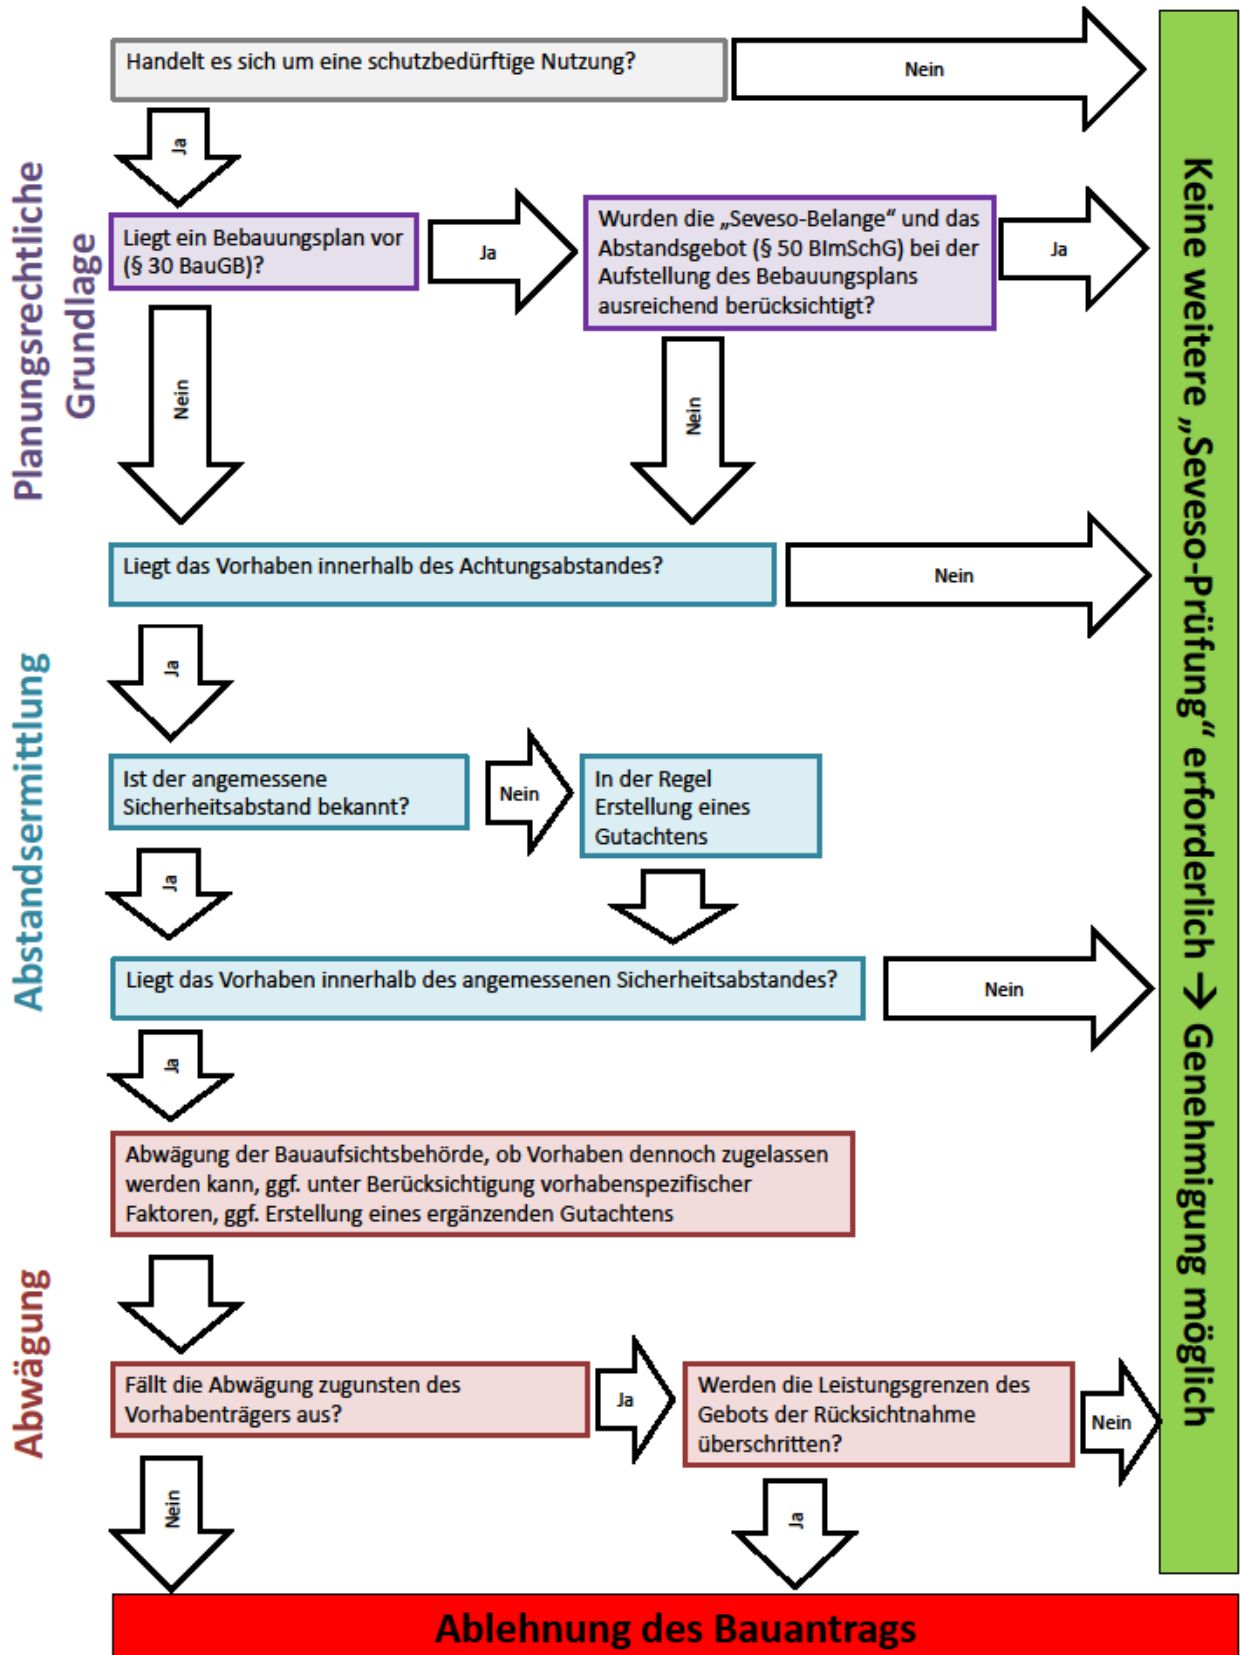 Handelt es sich um eine schutzbedürftige Nutzung?
Nein
Ja
Planungsrechtliche
Grundlage
Liegt ein Bebauungsplan vor
(§ 30 BauGB)?
Ja
Wurden die „Seveso-Belange“ und das
Abstandsgebot (§ 50 BImSchG) bei der
Aufstellung des Bebauungsplans
ausreichend berücksichtigt?
Ja
Nein
Nein
Abstandsermittlung
Liegt das Vorhaben innerhalb des Achtungsabstandes?
Nein
Ja
Ist der angemessene
Sicherheitsabstand bekannt?
Nein
In der Regel
Erstellung eines
Gutachtens
Ja
Liegt das Vorhaben innerhalb des angemessenen Sicherheitsabstandes?
Nein
Ja
Abwägung
Abwägung der Bauaufsichtsbehörde, ob Vorhaben dennoch zugelassen
werden kann, ggf. unter Berücksichtigung vorhabenspezifischer
Faktoren, ggf. Erstellung eines ergänzenden Gutachtens
Fällt die Abwägung zugunsten des
Vorhabenträgers aus?
Ja
Werden die Leistungsgrenzen des
Gebots der Rücksichtnahme
überschritten?
Nein
Nein
Ja
Keine weitere „Seveso-Prüfung“ erforderlich → Genehmigung möglich
Ablehnung des Bauantrags